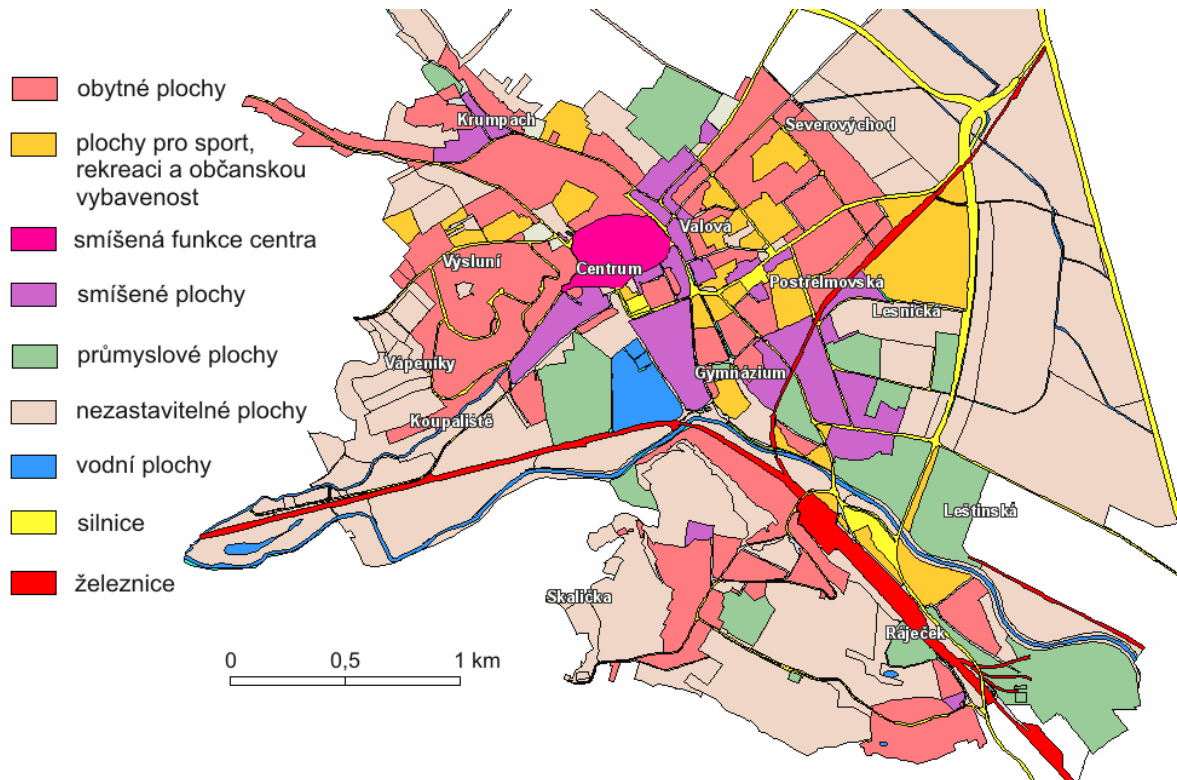 obytné plochy
plochy pro sport,
rekreaci a občanskou
vybavenost
smíšená funkce centra
smíšené plochy
průmyslové plochy
nezastavitelné plochy
vodní plochy
silnice
železnice
0 0,5 1 km
Krumpach
Severovýchod
Valová
Výsluní
Centrum
Postřelmovská
Lesnická
Vápeníky
Gymnázium
Koupaliště
Leštinská
Skalička
Ráječek